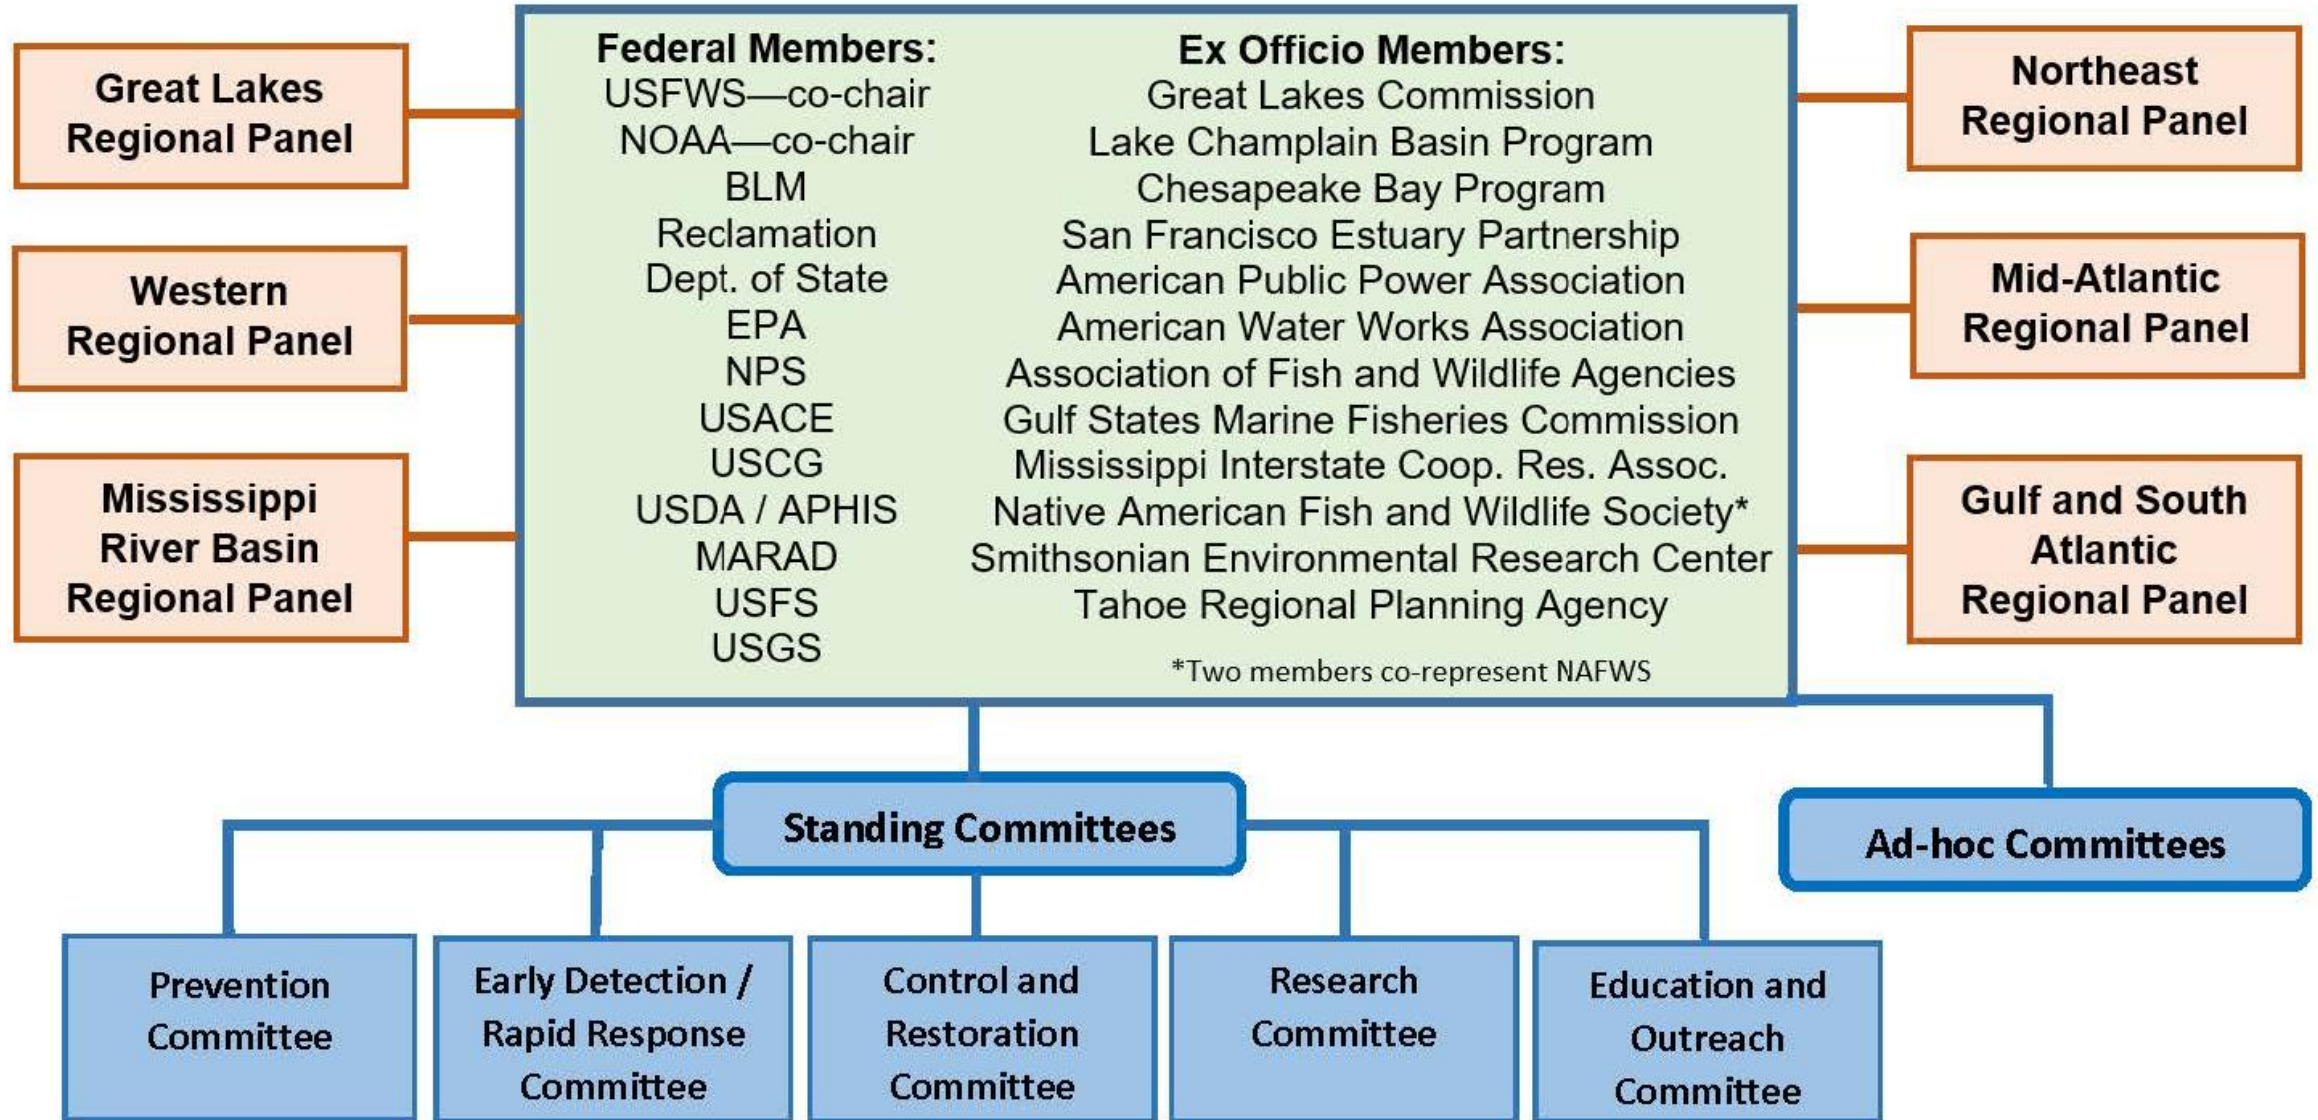 Great Lakes
Regional Panel
Western
Regional Panel
Mississippi
River Basin
Regional Panel
Federal Members:
USFWS—co-chair
NOAA—co-chair
BLM
Reclamation
Dept. of State
EPA
NPS
USACE
USCG
USDA / APHIS
MARAD
USFS
USGS
Ex Officio Members:
Great Lakes Commission
Lake Champlain Basin Program
Chesapeake Bay Program
San Francisco Estuary Partnership
American Public Power Association
American Water Works Association
Association of Fish and Wildlife Agencies
Gulf States Marine Fisheries Commission
Mississippi Interstate Coop. Res. Assoc.
Native American Fish and Wildlife Society*
Smithsonian Environmental Research Center
Tahoe Regional Planning Agency
*Two members co-represent NAFWS
Northeast
Regional Panel
Mid-Atlantic
Regional Panel
Gulf and South
Atlantic
Regional Panel
Standing Committees
Ad-hoc Committees
Prevention
Committee
Early Detection /
Rapid Response
Committee
Control and
Restoration
Committee
Research
Committee
Education and
Outreach
Committee